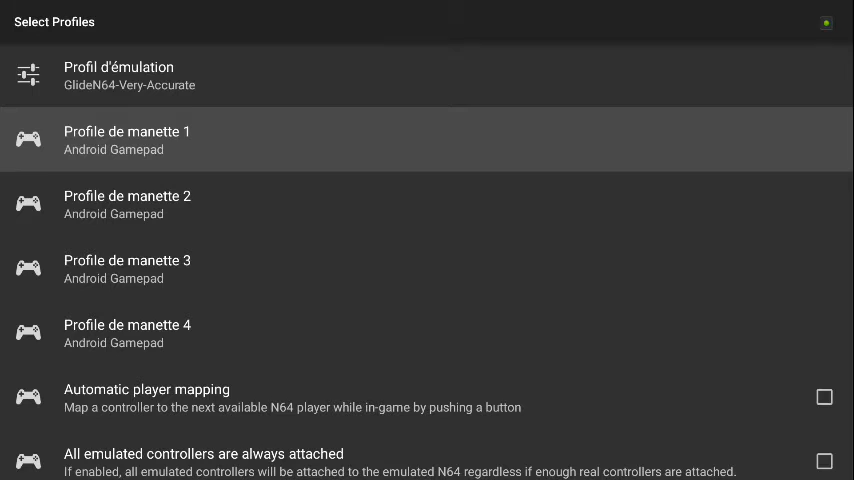 Select Profiles
Profil d'émulation
GlideN64-Very-Accurate
Profile de manette 1
Android Gamepad
Profile de manette 2
Android Gamepad
Profile de manette 3
Android Gamepad
Profile de manette 4
Android Gamepad
Automatic player mapping
Map a controller to the next available N64 player while in-game by pushing a button
All emulated controllers are always attached
If enabled, all emulated controllers will be attached to the emulated N64 regardless if enough real controllers are attached.